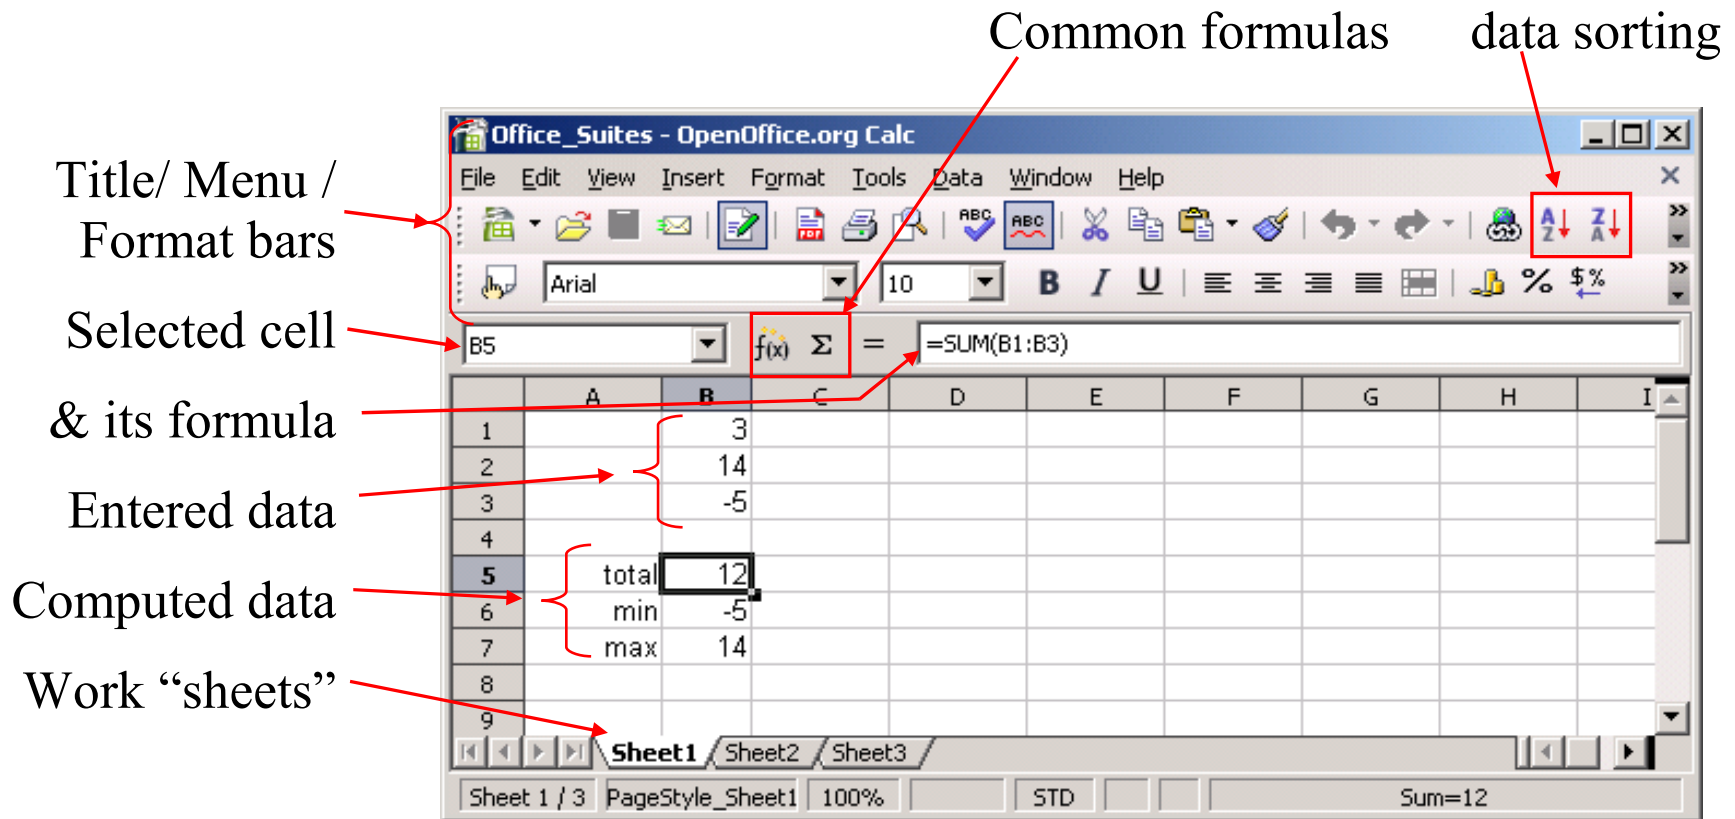 Common formulas data sorting
Office_Suites - OpenOffice.org Calc
Title/ Menu /
Format bars
File Edit View Insert Format Tools Data Window Help
ABC ABC PDF A Z Z A
Arial 10 B I U % $%
Selected cell
B5 f(x) Σ = =SUM(B1:B3)
A B C D E F G H I
& its formula
1 3
2 14
Entered data
3 -5
4
5 total 12
Computed data
6 min -5
7 max 14
Work “sheets”
8
9
Sheet1 Sheet2 Sheet3
Sheet 1 / 3 PageStyle_Sheet1 100% STD Sum=12